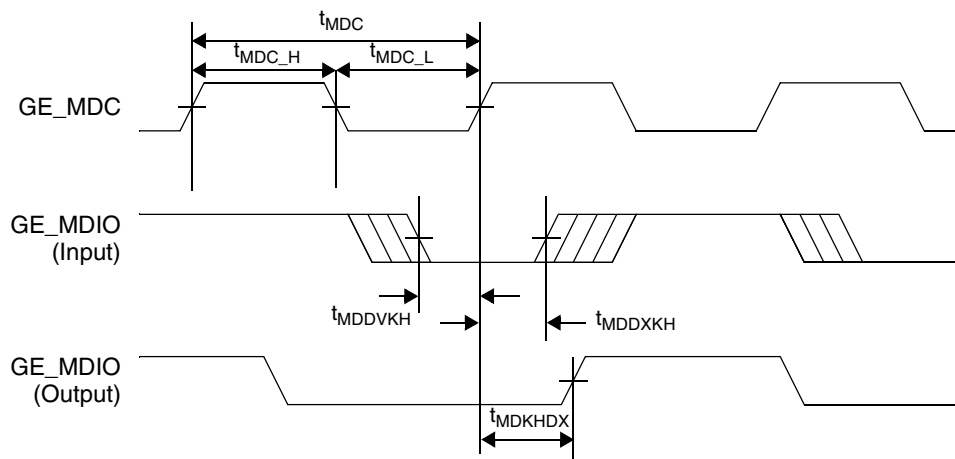 tMDC
tMDC_H
tMDC_L
GE_MDC
GE_MDIO
(Input)
tMDDVKH
tMDDXKH
GE_MDIO
(Output)
tMDKHDX